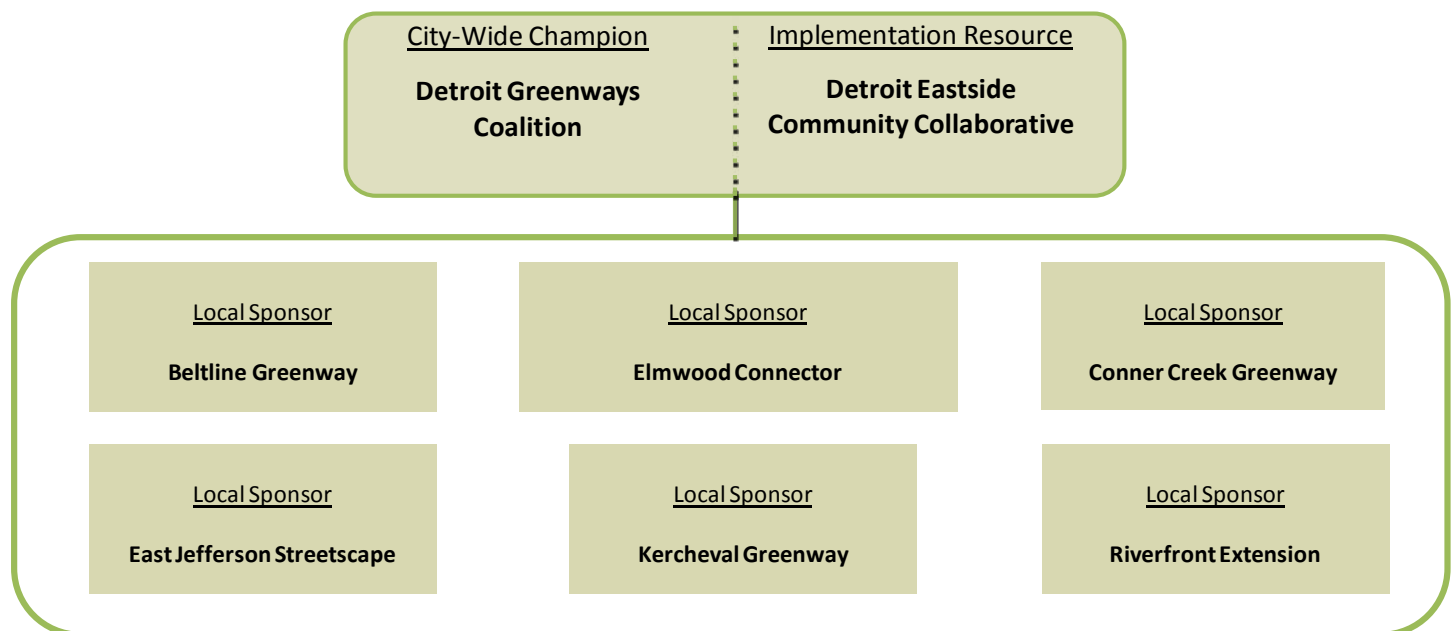 City-Wide Champion
Detroit Greenways
Coalition
Implementation Resource
Detroit Eastside
Community Collaborative
Local Sponsor
Beltline Greenway
Local Sponsor
Elmwood Connector
Local Sponsor
Conner Creek Greenway
Local Sponsor
East Jefferson Streetscape
Local Sponsor
Kercheval Greenway
Local Sponsor
Riverfront Extension